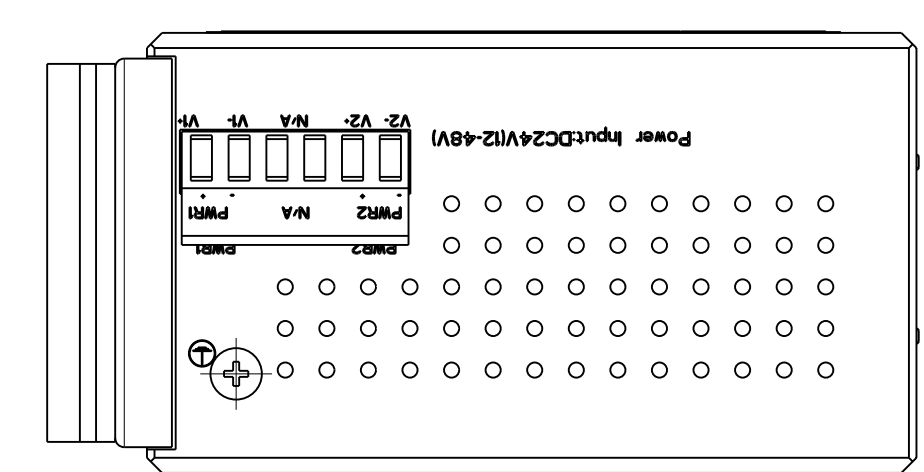 PWR2 PWR1
PWR2 N/A PWR1
- + - +
Power Input:DC24V(12-48V)
V2- V2+ N/A V1- V1+